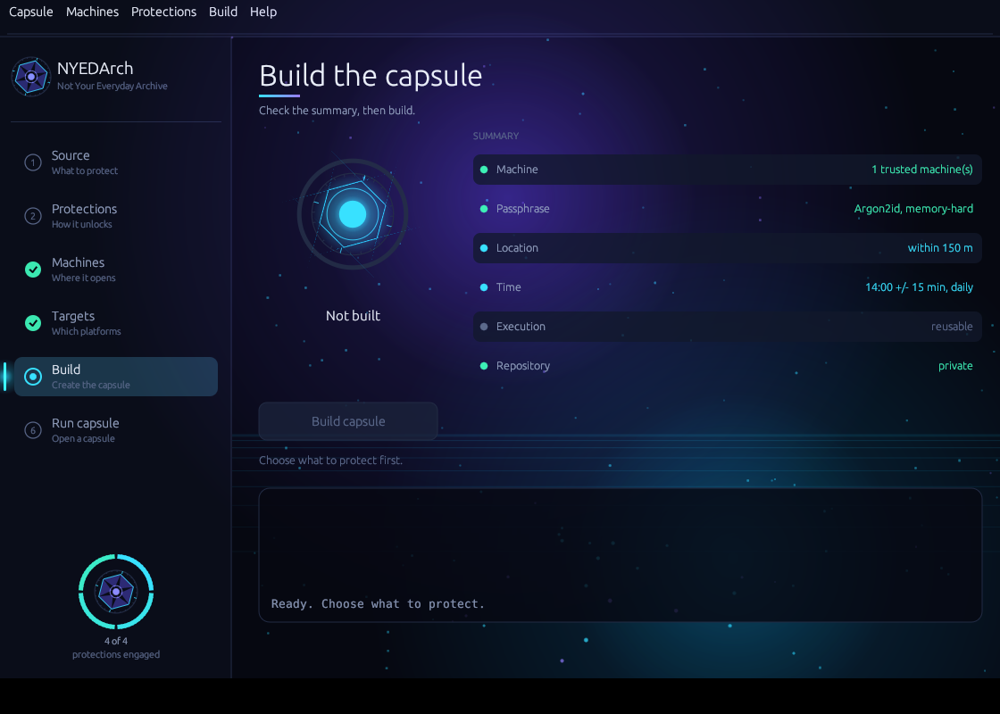 Capsule Machines Protections Build Help
NYEDArch
Not Your Everyday Archive
1 Source
What to protect
2 Protections
How it unlocks
Machines
Where it opens
Targets
Which platforms
Build
Create the capsule
6 Run capsule
Open a capsule
4 of 4
protections engaged
Build the capsule
Check the summary, then build.
Not built
SUMMARY
Machine 1 trusted machine(s)
Passphrase Argon2id, memory-hard
Location within 150 m
Time 14:00 +/- 15 min, daily
Execution reusable
Repository private
Build capsule
Choose what to protect first.
Ready. Choose what to protect.